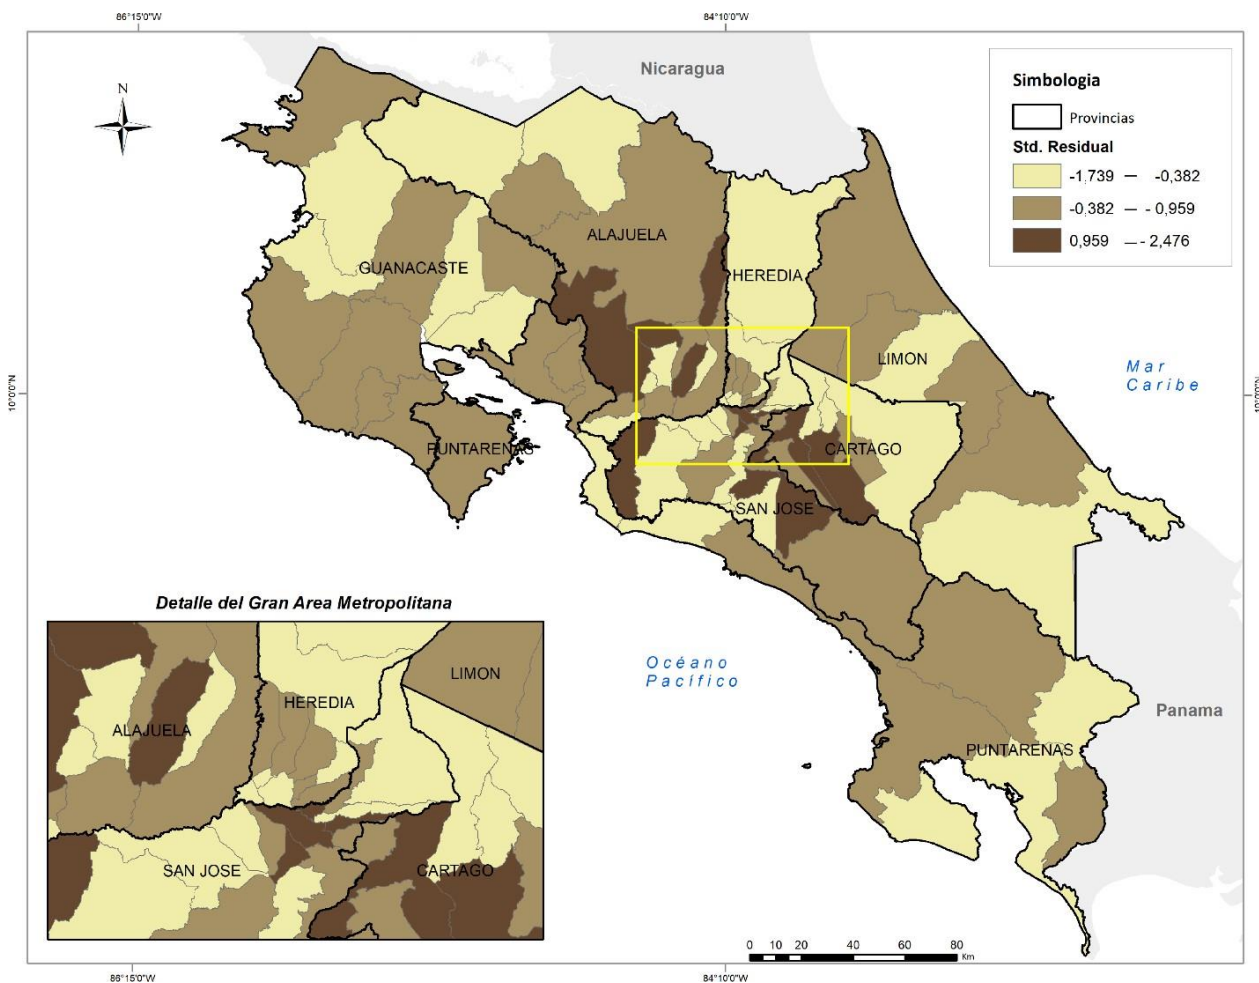 86°15'0"W
84°10'0"W
Nicaragua
N
Simbologia
Provincias
Std. Residual
-1,739 — -0,382
-0,382 — - 0,959
0,959 —- 2,476
ALAJUELA
GUANACASTE
HEREDIA
LIMON
Mar
Caribe
10°0'0"N
10°0'0"N
PUNTARENAS
CARTAGO
SAN JOSE
Detalle del Gran Area Metropolitana
Océano
Pacífico
LIMON
HEREDIA
ALAJUELA
Panama
PUNTARENAS
SAN JOSE
CARTAGO
0 10 20 40 60 80
Km
86°15'0"W
84°10'0"W